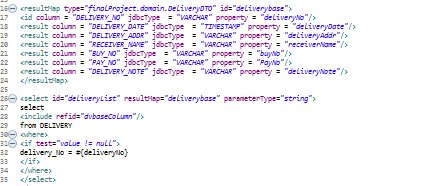 16 <resultMap type="finalProject.domain.DeliveryDTO" id="deliverybase">
17 <id column = "DELIVERY_NO" jdbcType = "VARCHAR" property = "deliveryNo"/>
18 <result column = "DELIVERY_DATE" jdbcType = "TIMESTAMP" property = "deliveryDate"/>
19 <result column = "DELIVERY_ADDR" jdbcType = "VARCHAR" property = "deliveryAddr"/>
20 <result column = "RECEIVER_NAME" jdbcType = "VARCHAR" property = "receiverName"/>
21 <result column = "BUY_NO" jdbcType = "VARCHAR" property = "buyNo"/>
22 <result column = "PAY_NO" jdbcType = "VARCHAR" property = "PayNo"/>
23 <result column = "DELIVERY_NOTE" jdbcType = "VARCHAR" property = "deliveryNote"/>
24 </resultMap>
25
26 <select id="deliveryList" resultMap="deliverybase" parameterType="string">
27 select
28 <include refid="dvbaseColumn"/>
29 from DELIVERY
30 <where>
31 <if test="value != null">
32 delivery_No = #{deliveryNo}
33 </if>
34 </where>
35 </select>